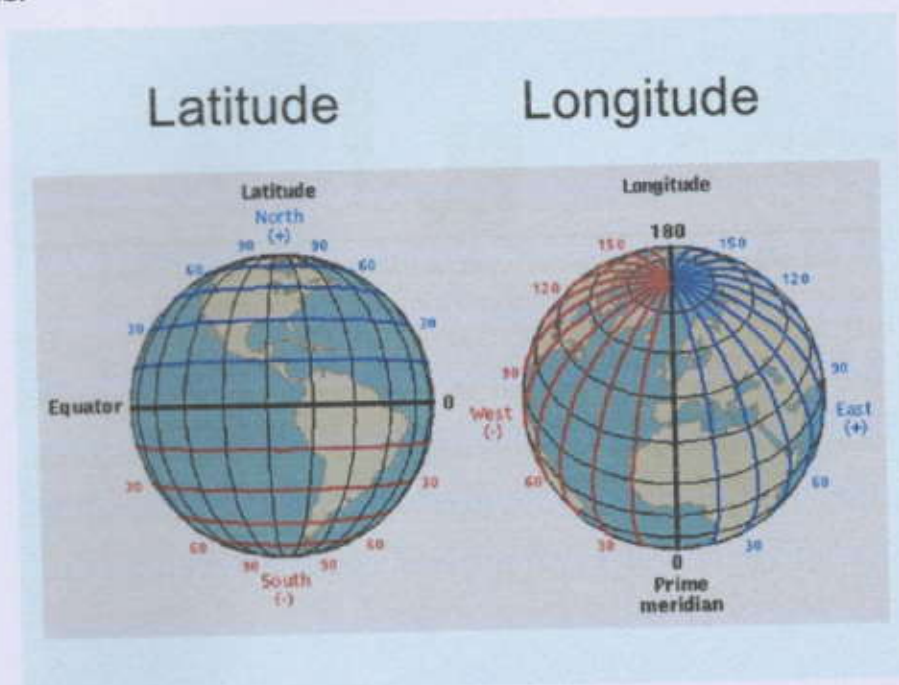 Latitude
Longitude
Latitude
North
(+)
90 90
60 60
30 30
Equator 0
30 30
60 60
90 90
South
(-)
Longitude
180
150 150
120 120
90 90
West
(-)
East
(+)
60 60
30 30
0
Prime
meridian